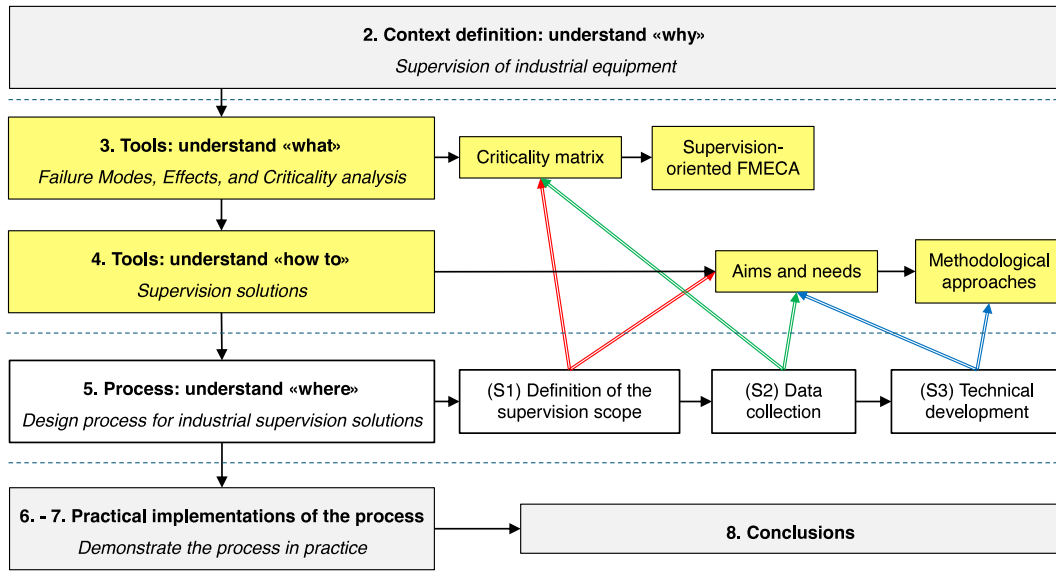 2. Context definition: understand «why»
Supervision of industrial equipment
3. Tools: understand «what»
Failure Modes, Effects, and Criticality analysis
Criticality matrix
Supervision-
oriented FMECA
4. Tools: understand «how to»
Supervision solutions
Aims and needs
Methodological
approaches
5. Process: understand «where»
Design process for industrial supervision solutions
(S1) Definition of the
supervision scope
(S2) Data
collection
(S3) Technical
development
6. - 7. Practical implementations of the process
Demonstrate the process in practice
8. Conclusions